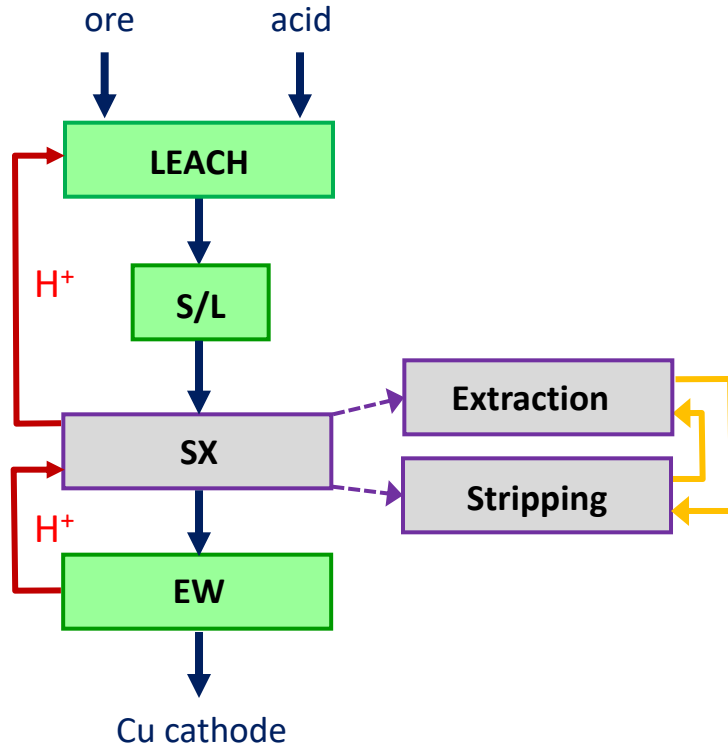 ore
acid
LEACH
H⁺
S/L
Extraction
SX
Stripping
H⁺
EW
Cu cathode